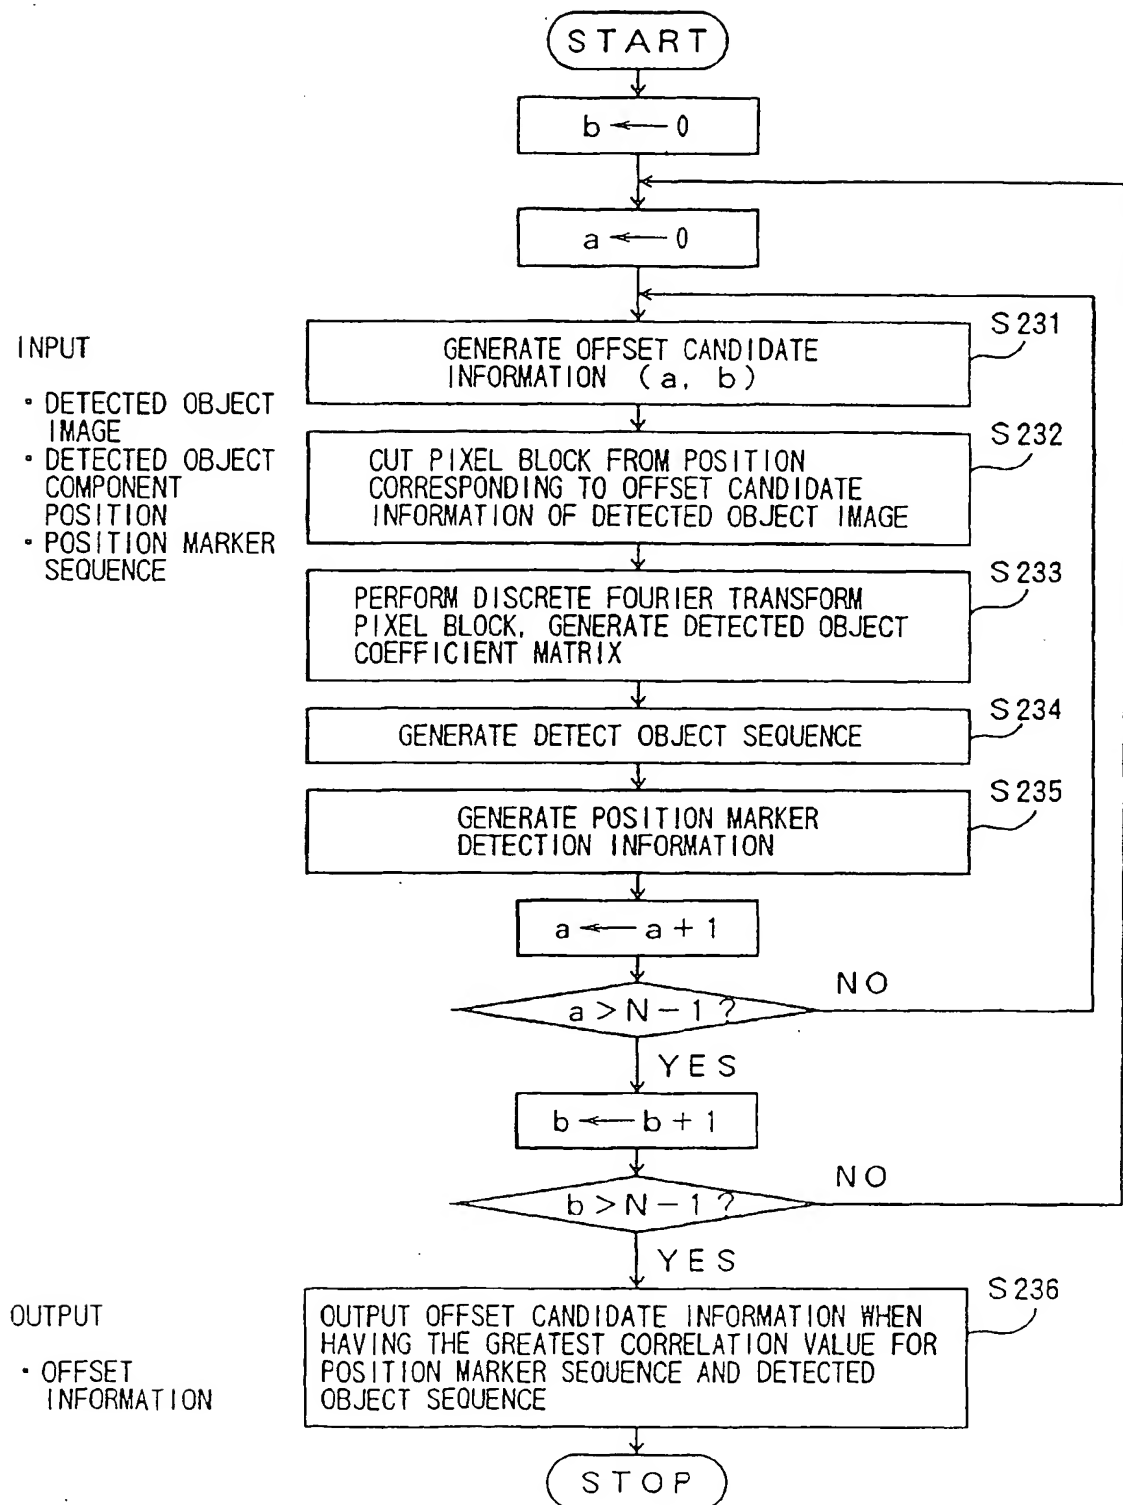 START
b ← 0
a ← 0
INPUT
・DETECTED OBJECT
IMAGE
・DETECTED OBJECT
COMPONENT
POSITION
・POSITION MARKER
SEQUENCE
S231
GENERATE OFFSET CANDIDATE
INFORMATION (a, b)
S232
CUT PIXEL BLOCK FROM POSITION
CORRESPONDING TO OFFSET CANDIDATE
INFORMATION OF DETECTED OBJECT IMAGE
S233
PERFORM DISCRETE FOURIER TRANSFORM
PIXEL BLOCK, GENERATE DETECTED OBJECT
COEFFICIENT MATRIX
S234
GENERATE DETECT OBJECT SEQUENCE
S235
GENERATE POSITION MARKER
DETECTION INFORMATION
a ← a + 1
a > N - 1 ?
NO
YES
b ← b + 1
b > N - 1 ?
NO
YES
OUTPUT
・OFFSET
INFORMATION
S236
OUTPUT OFFSET CANDIDATE INFORMATION WHEN
HAVING THE GREATEST CORRELATION VALUE FOR
POSITION MARKER SEQUENCE AND DETECTED
OBJECT SEQUENCE
STOP